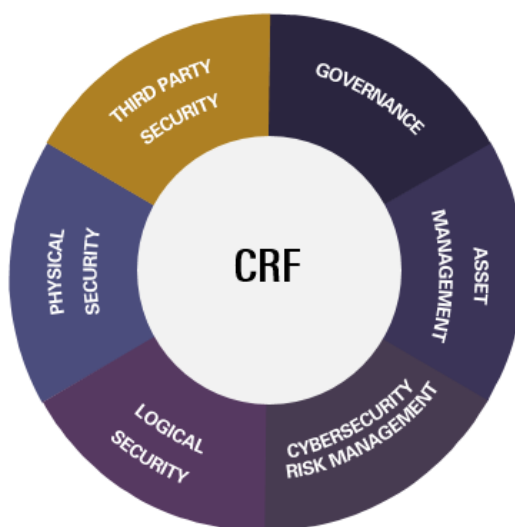 THIRD PARTY
SECURITY
GOVERNANCE
ASSET
MANAGEMENT
CYBERSECURITY
RISK MANAGEMENT
LOGICAL
SECURITY
PHYSICAL
SECURITY
CRF